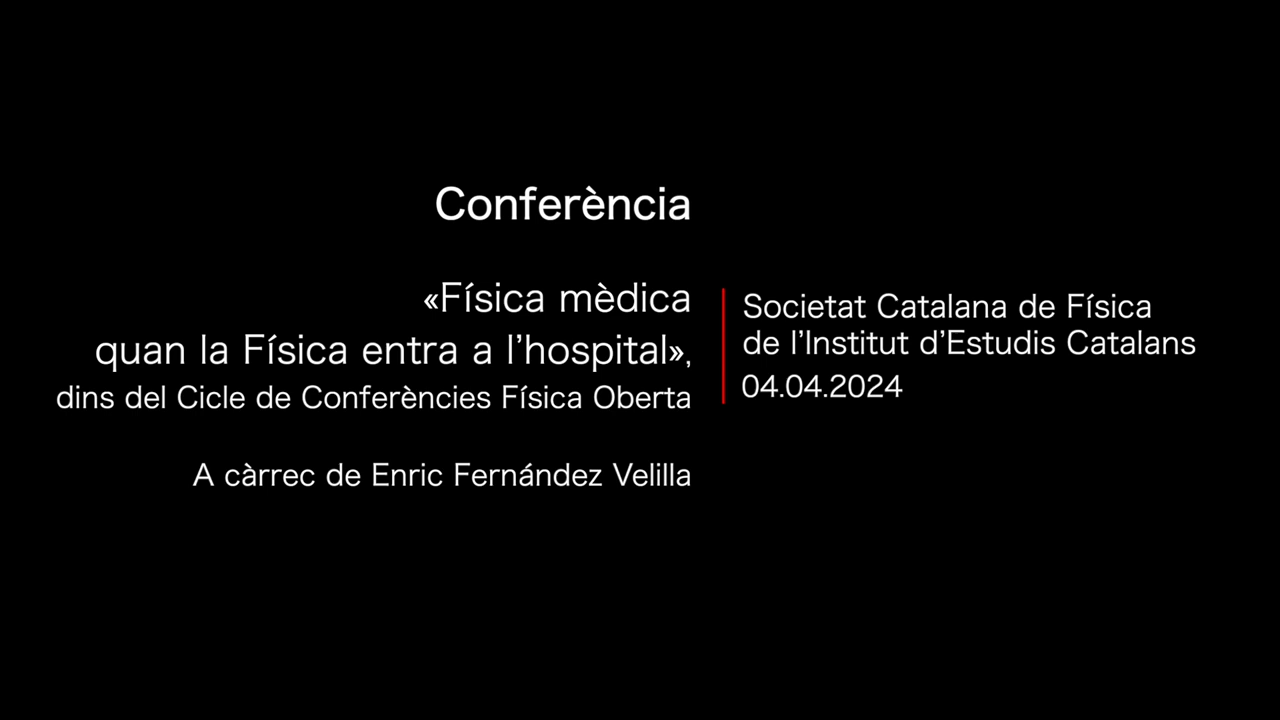 Conferència
«Física mèdica
quan la Física entra a l’hospital»,
dins del Cicle de Conferències Física Oberta
A càrrec de Enric Fernández Velilla
Societat Catalana de Física
de l’Institut d’Estudis Catalans
04.04.2024